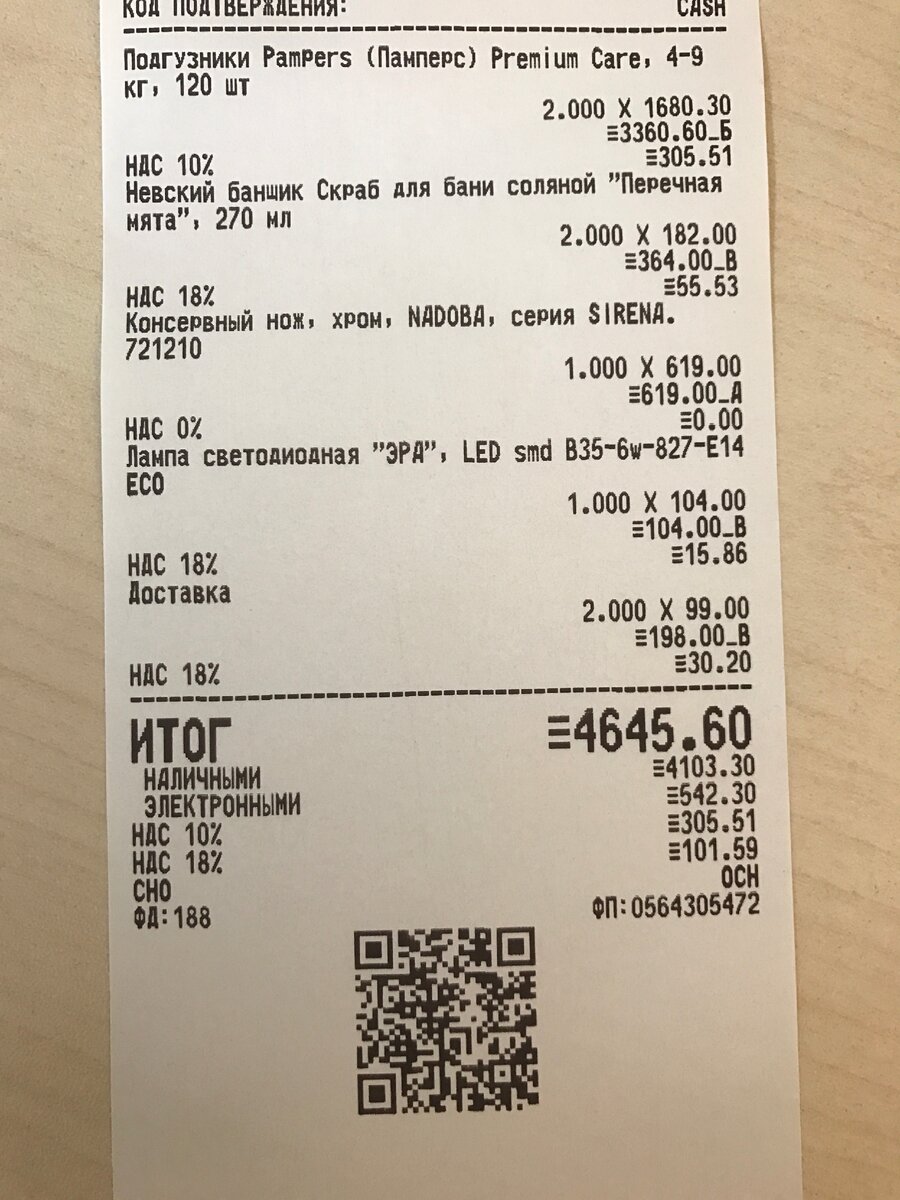 КОД ПОДТВЕРЖДЕНИЯ: CASH
Подгузники Pampers (Памперс) Premium Care, 4-9
кг, 120 шт
2.000 X 1680.30
≡3360.60_Б
НДС 10% ≡305.51
Невский банщик Скраб для бани соляной "Перечная
мята", 270 мл
2.000 X 182.00
≡364.00_В
НДС 18% ≡55.53
Консервный нож, хром, NADOBA, серия SIRENA.
721210
1.000 X 619.00
≡619.00_А
НДС 0% ≡0.00
Лампа светодиодная "ЭРА", LED smd B35-6w-827-E14
ECO
1.000 X 104.00
≡104.00_В
НДС 18% ≡15.86
Доставка
2.000 X 99.00
≡198.00_В
НДС 18% ≡30.20
ИТОГ ≡4645.60
НАЛИЧНЫМИ ≡4103.30
ЭЛЕКТРОННЫМИ ≡542.30
НДС 10% ≡305.51
НДС 18% ≡101.59
СНО ОСН
ФД:188 ФП:0564305472